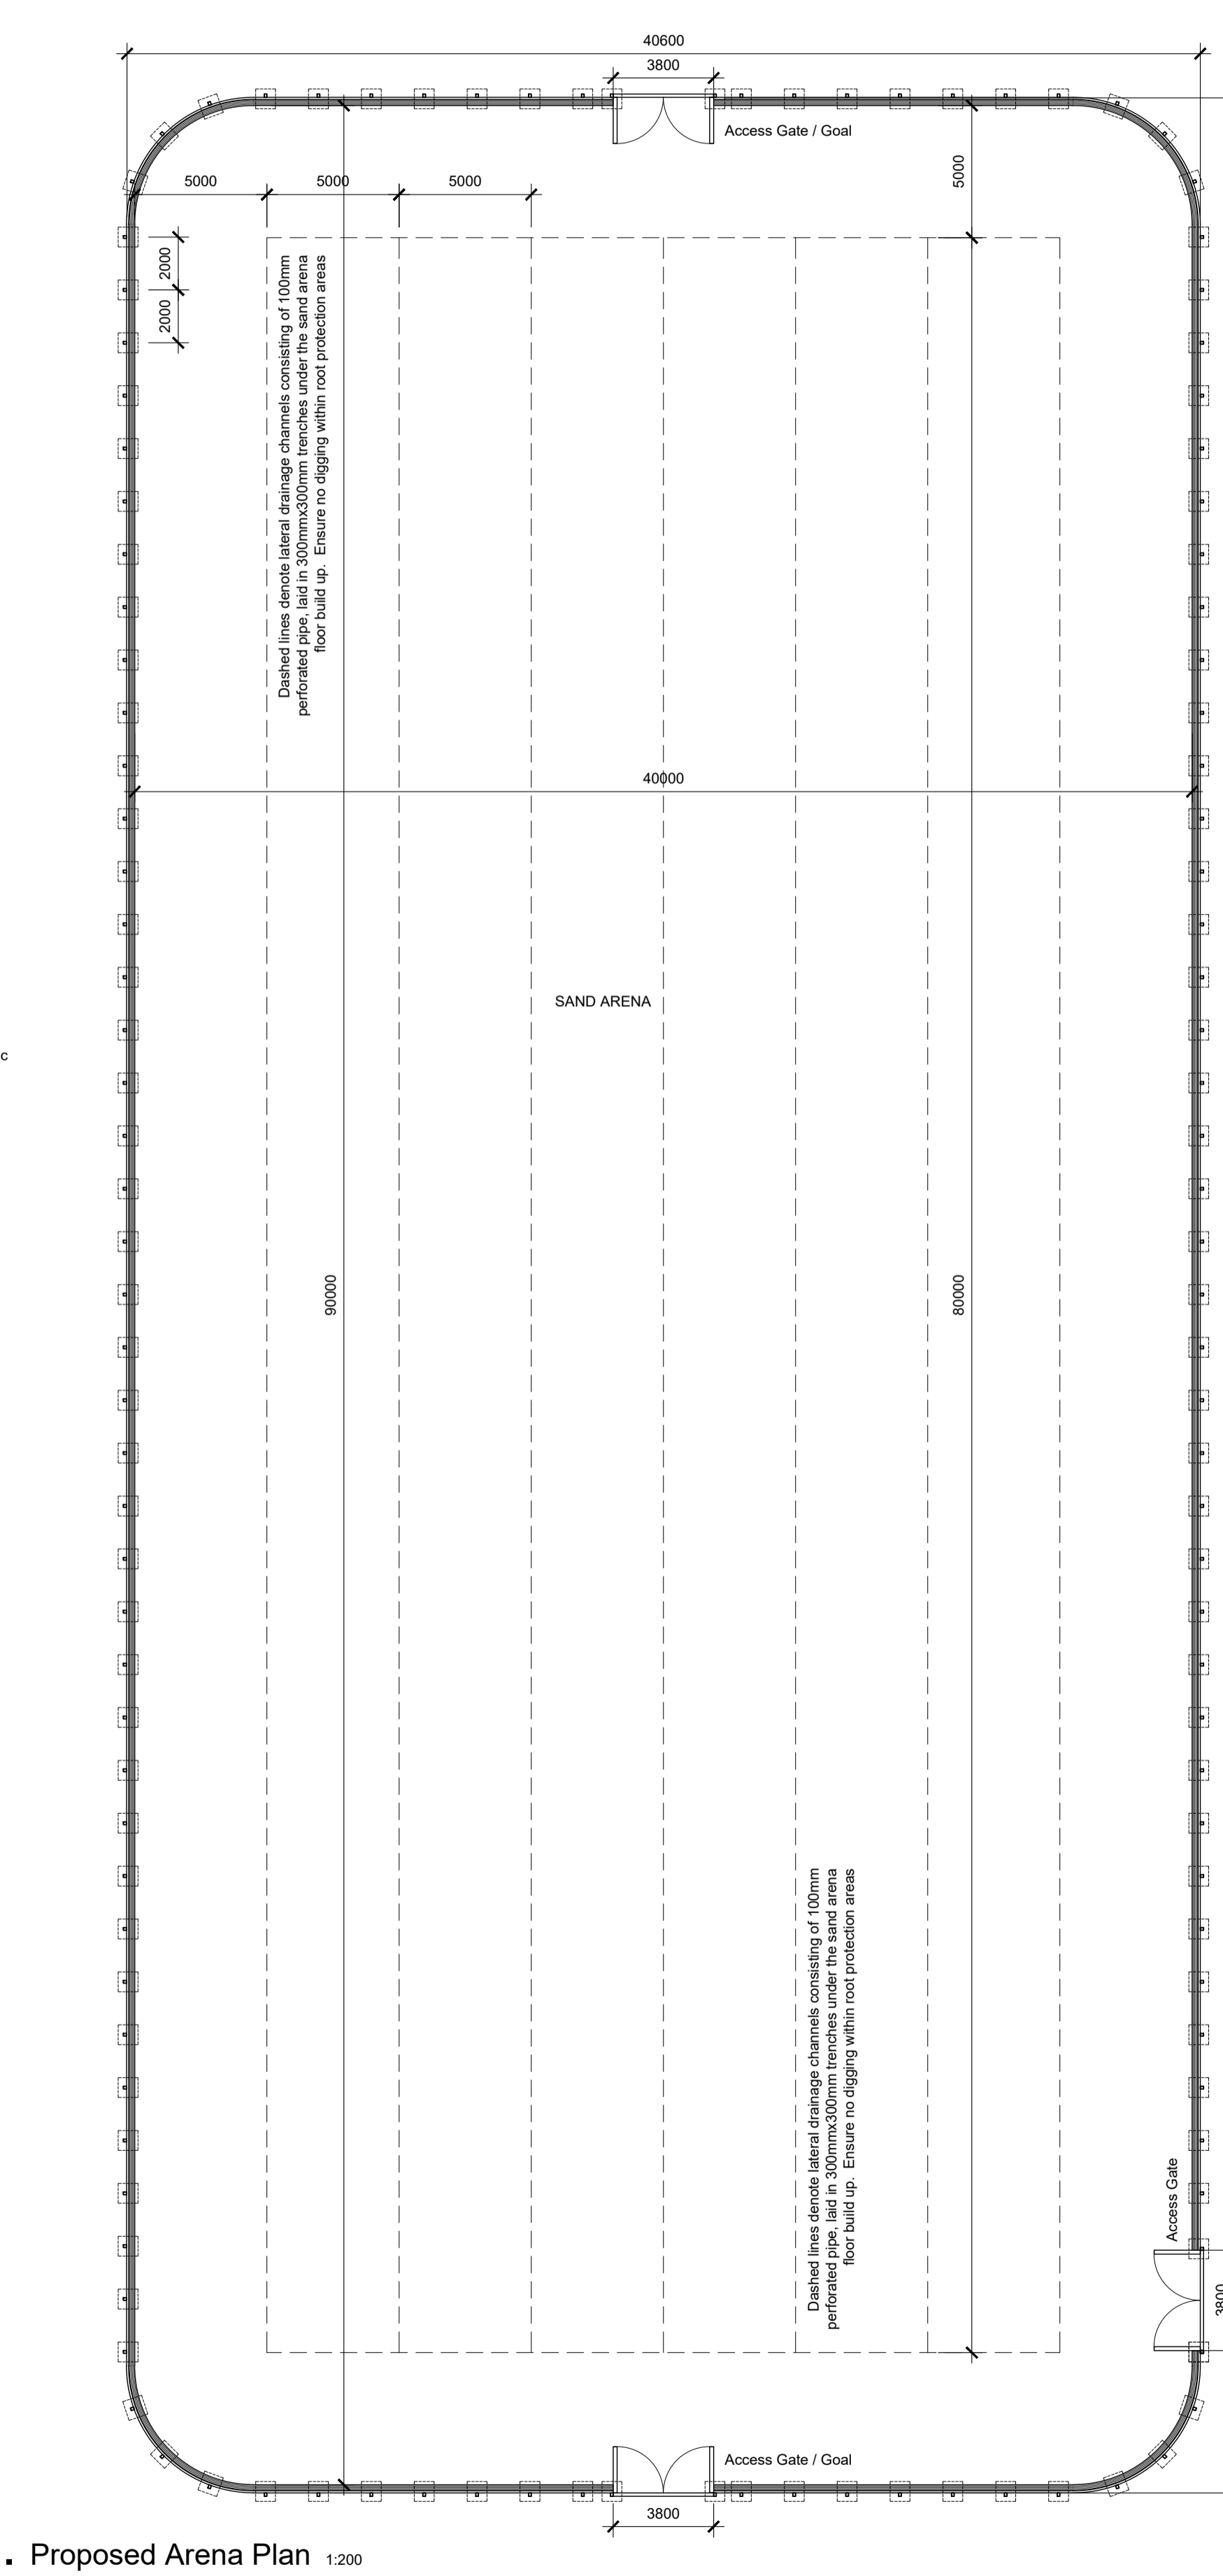 40600
3800
Access Gate / Goal
5000
5000
5000
5000
2000
2000
Dashed lines denote lateral drainage channels consisting of 100mm
perforated pipe, laid in 300mmx300mm trenches under the sand arena
floor build up. Ensure no digging within root protection areas
40000
SAND ARENA
c
90000
80000
Dashed lines denote lateral drainage channels consisting of 100mm
perforated pipe, laid in 300mmx300mm trenches under the sand arena
floor build up. Ensure no digging within root protection areas
Access Gate
3800
Access Gate / Goal
3800
. Proposed Arena Plan 1:200